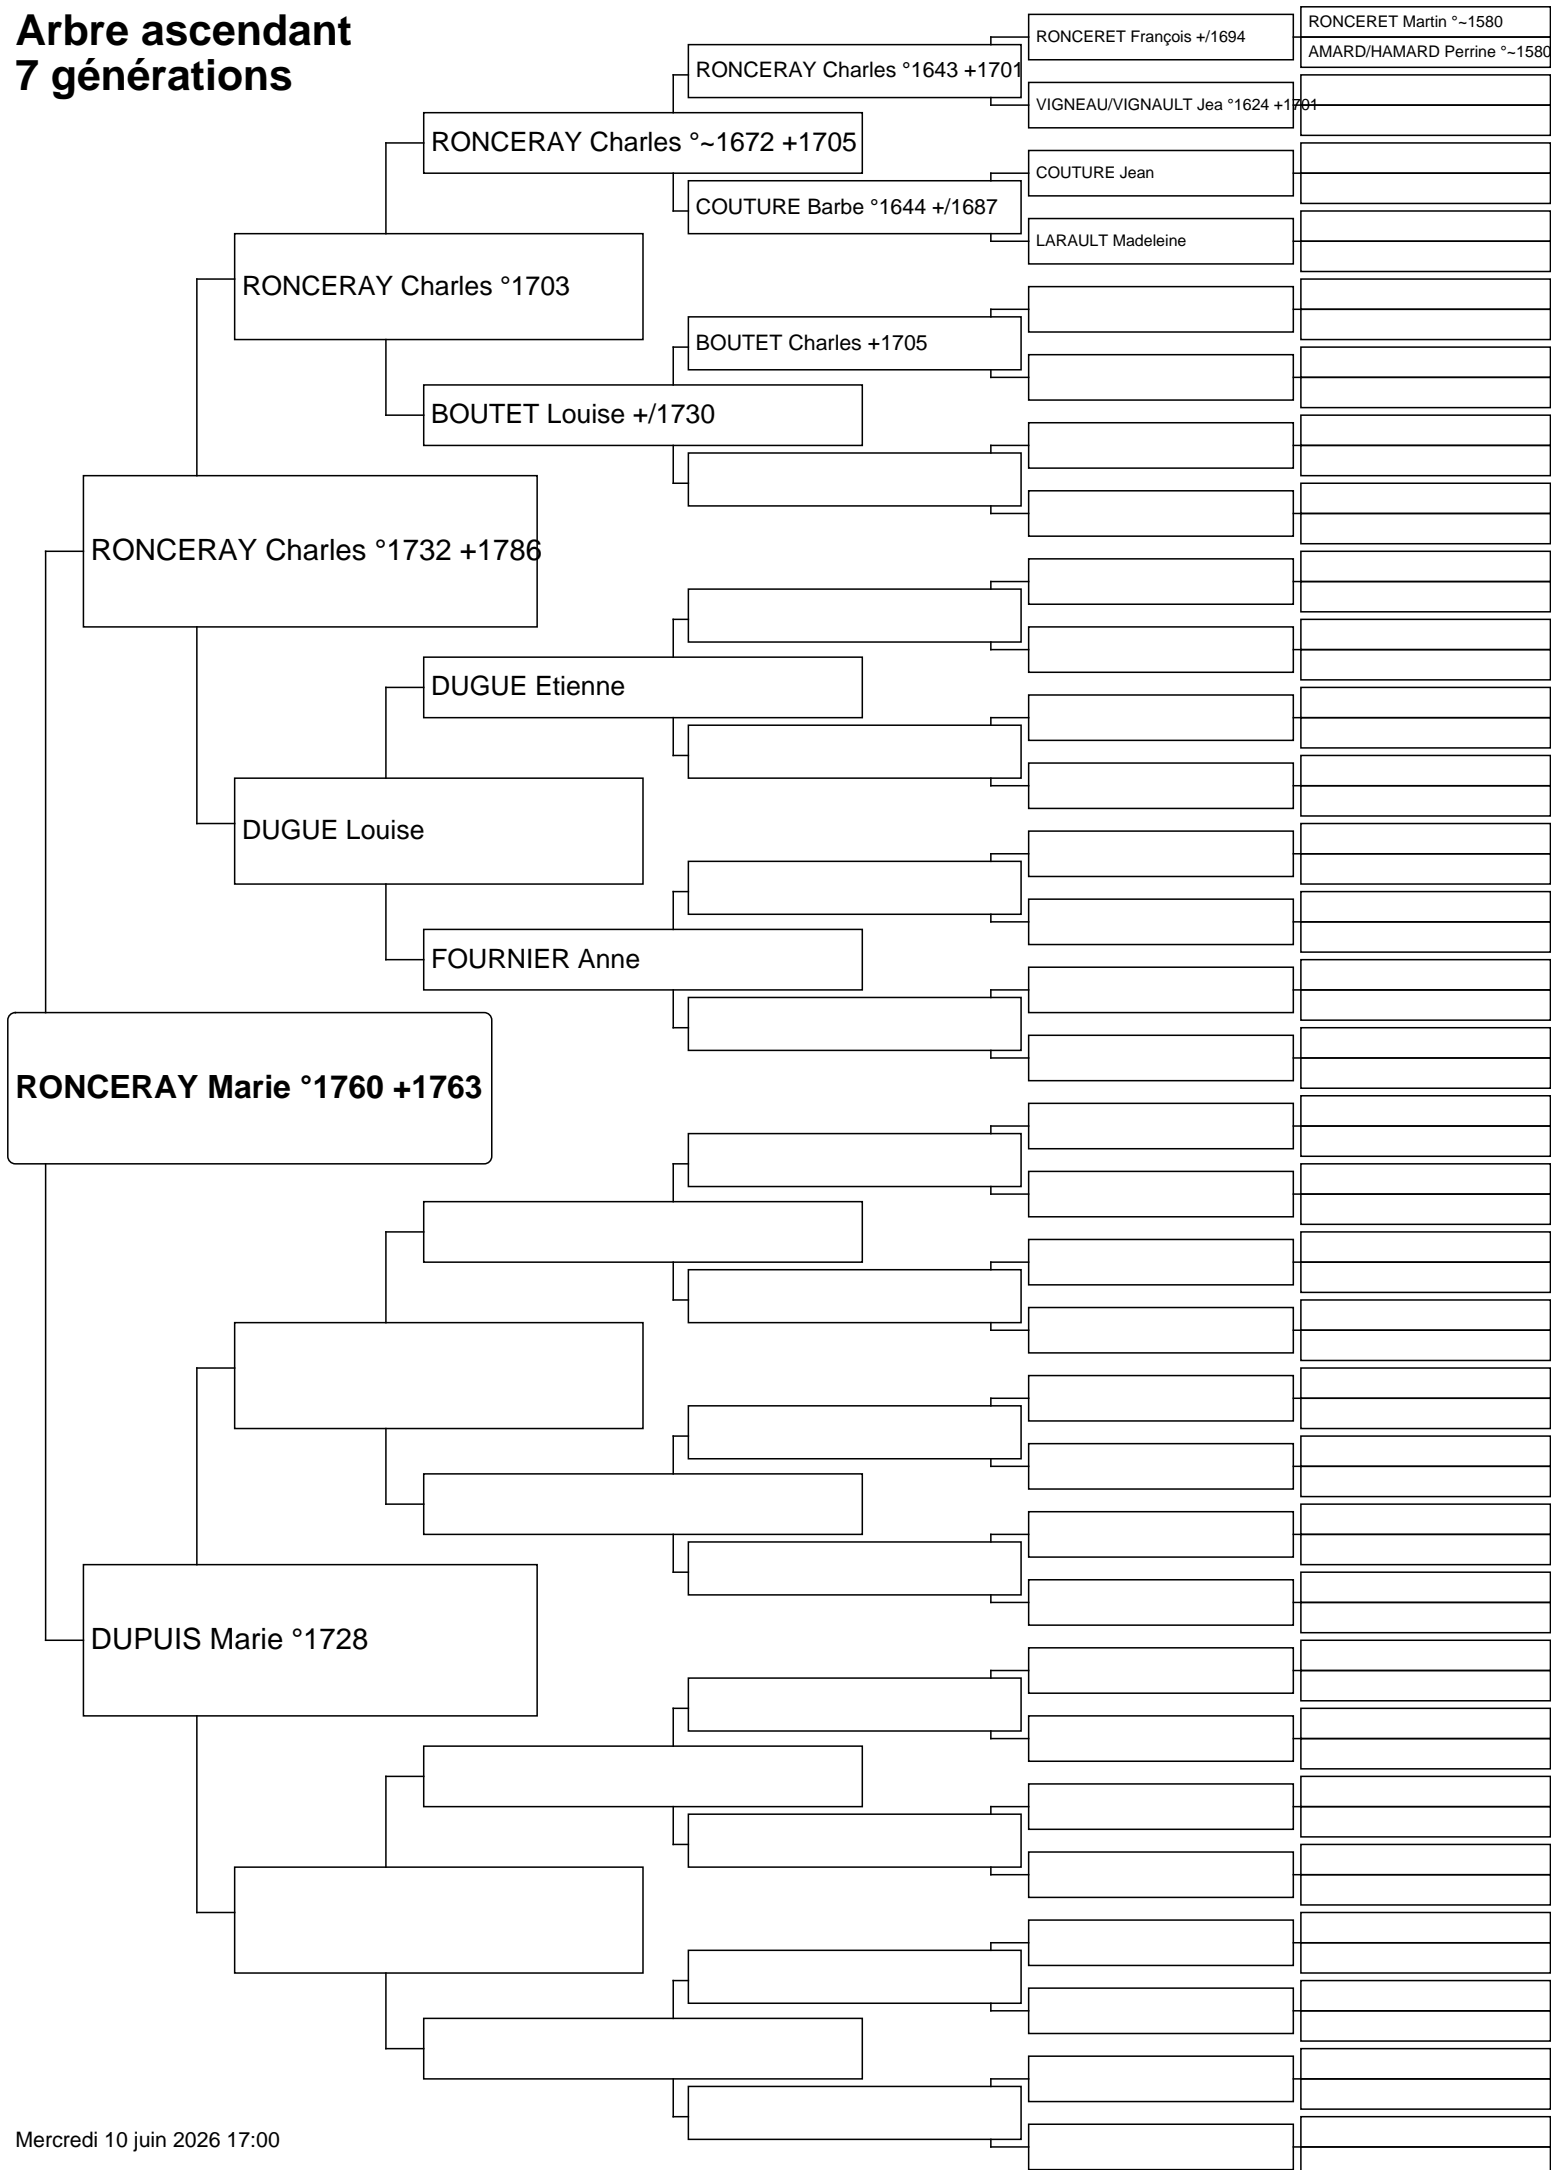 Arbre ascendant
7 générations
RONCERET Martin °~1580
RONCERET François +/1694
AMARD/HAMARD Perrine °~1580
RONCERAY Charles °1643 +1701
VIGNEAU/VIGNAULT Jea °1624 +1701
RONCERAY Charles °~1672 +1705
COUTURE Jean
COUTURE Barbe °1644 +/1687
LARAULT Madeleine
RONCERAY Charles °1703
BOUTET Charles +1705
BOUTET Louise +/1730
RONCERAY Charles °1732 +1786
DUGUE Etienne
DUGUE Louise
FOURNIER Anne
RONCERAY Marie °1760 +1763
DUPUIS Marie °1728
Mercredi 10 juin 2026 17:00